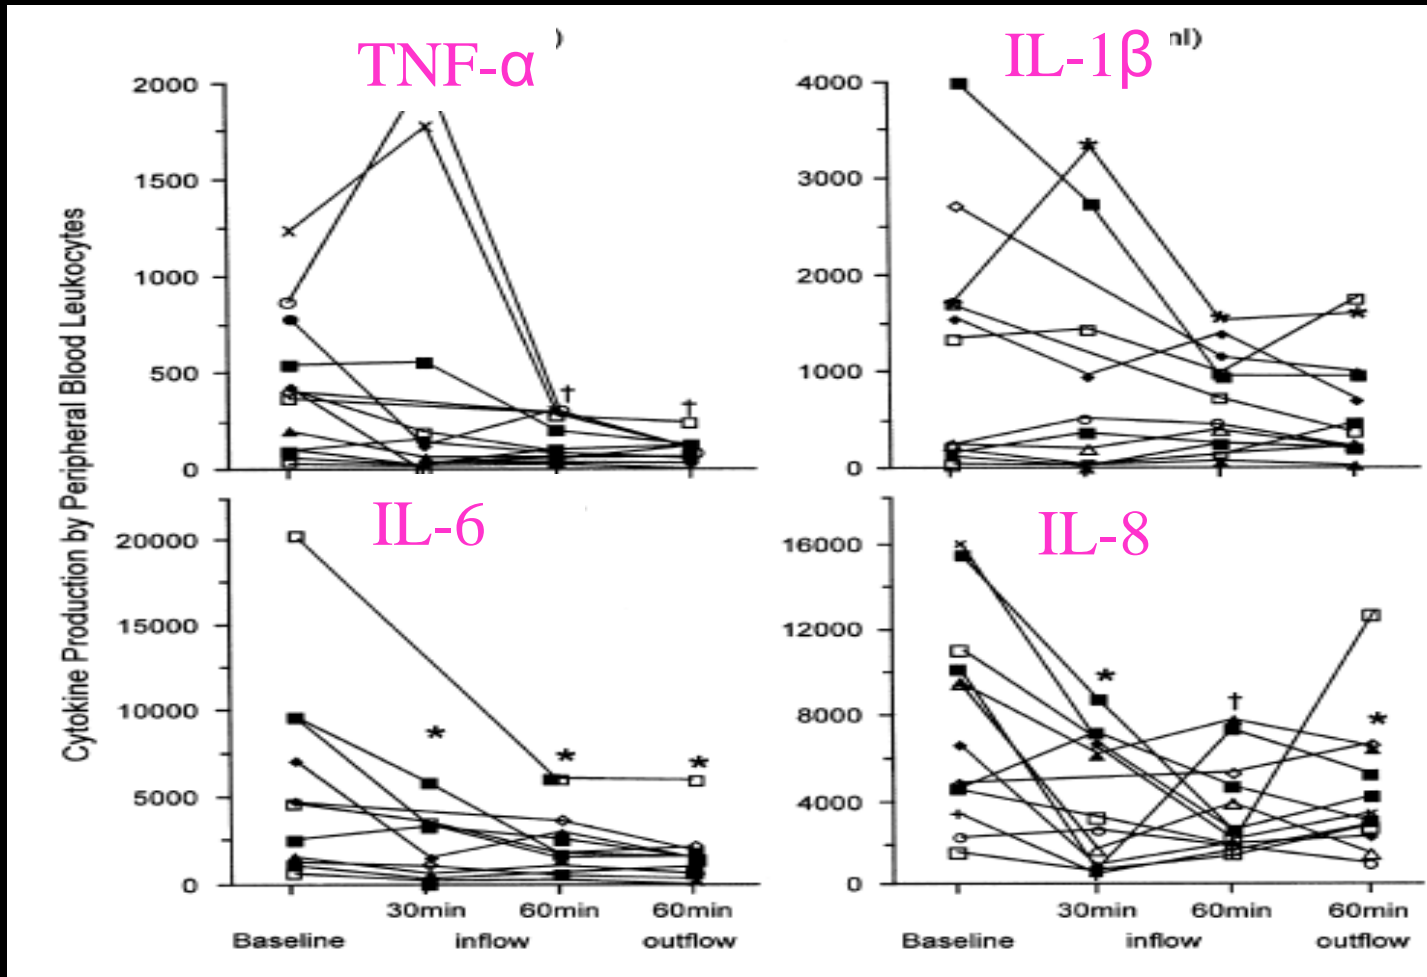 TNF-α )
IL-1β nl)
Cytokine Production by Peripheral Blood Leukocytes
2000
1500
1000
500
0
† †
4000
3000
2000
1000
0
*
* *
IL-6
20000
15000
10000
5000
0
* * *
IL-8
16000
12000
8000
4000
0
* † *
30min 60min 60min
Baseline inflow outflow
30min 60min 60min
Baseline inflow outflow